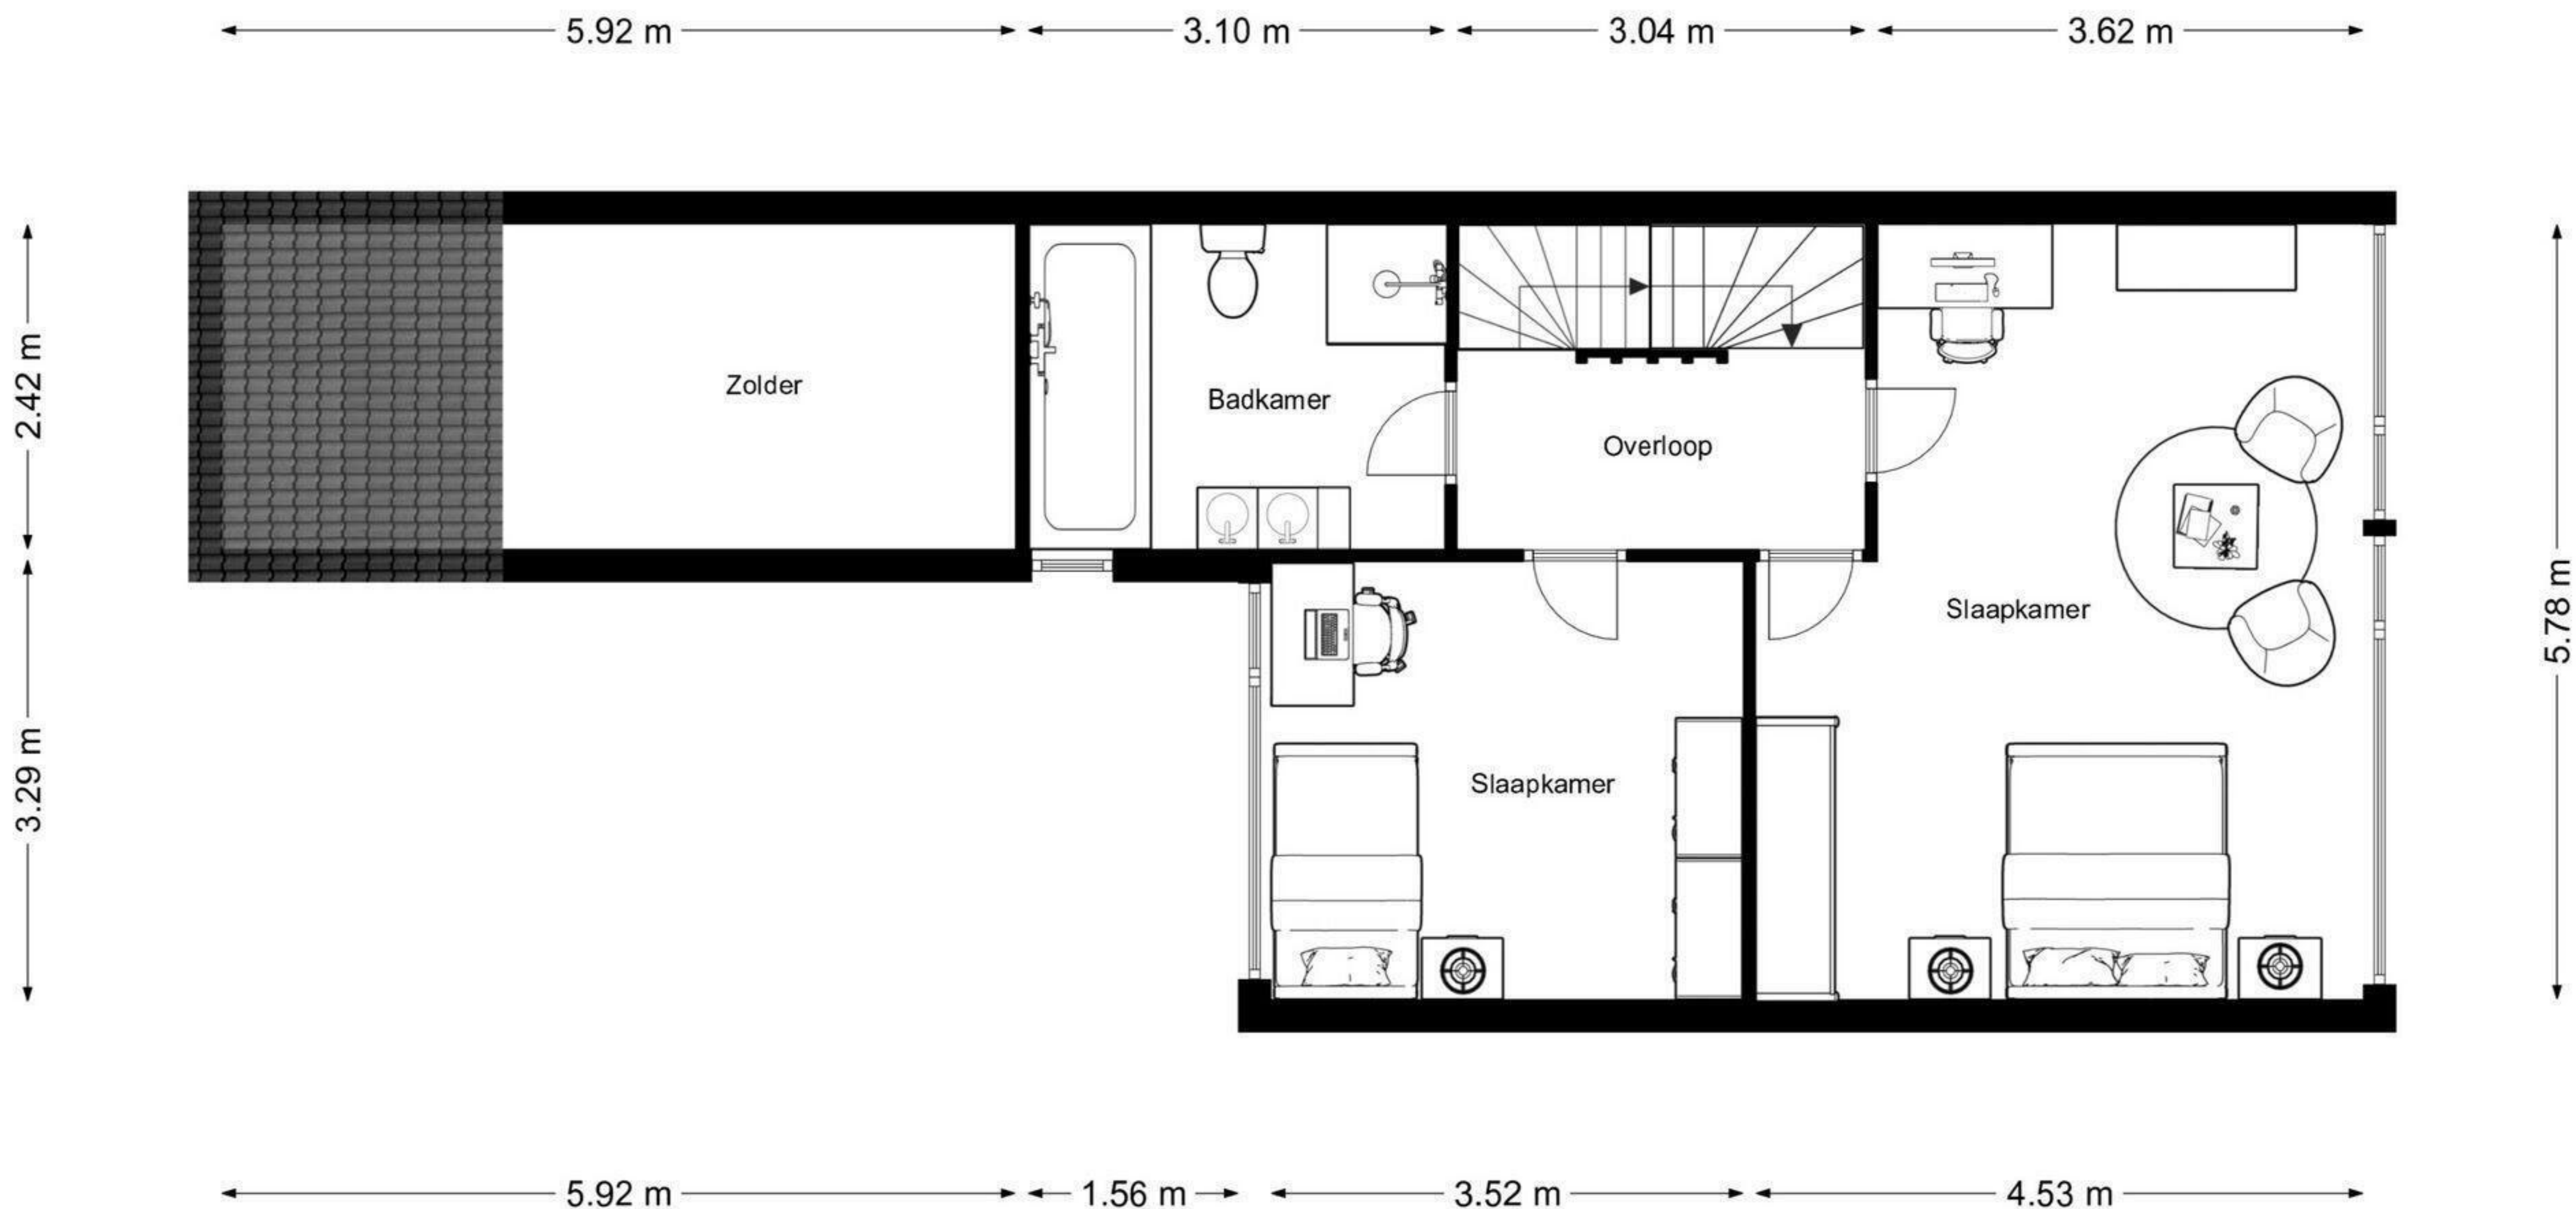 5.92 m
3.10 m
3.04 m
3.62 m
2.42 m
Zolder
Badkamer
Overloop
Slaapkamer
5.78 m
3.29 m
Slaapkamer
5.92 m
1.56 m
3.52 m
4.53 m